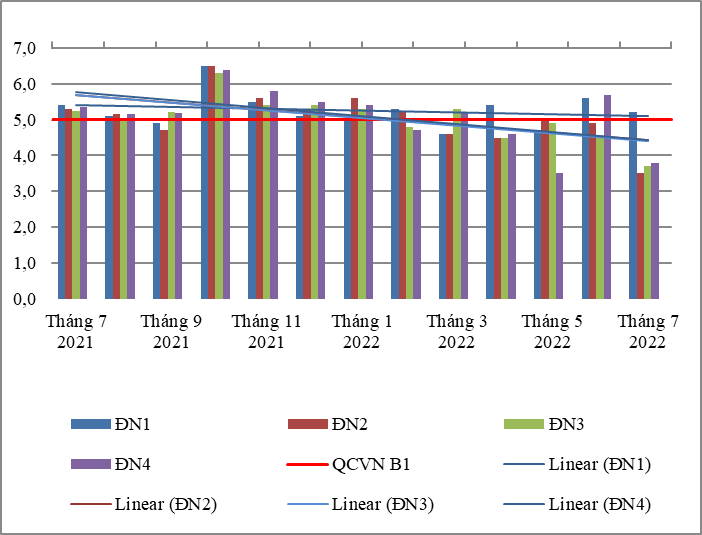 7,0
6,0
5,0
4,0
3,0
2,0
1,0
0,0
Tháng 7 Tháng 9 Tháng 11 Tháng 1 Tháng 3 Tháng 5 Tháng 7
2021 2021 2021 2022 2022 2022 2022
ĐN1 ĐN2 ĐN3
ĐN4 QCVN B1 Linear (ĐN1)
Linear (ĐN2) Linear (ĐN3) Linear (ĐN4)